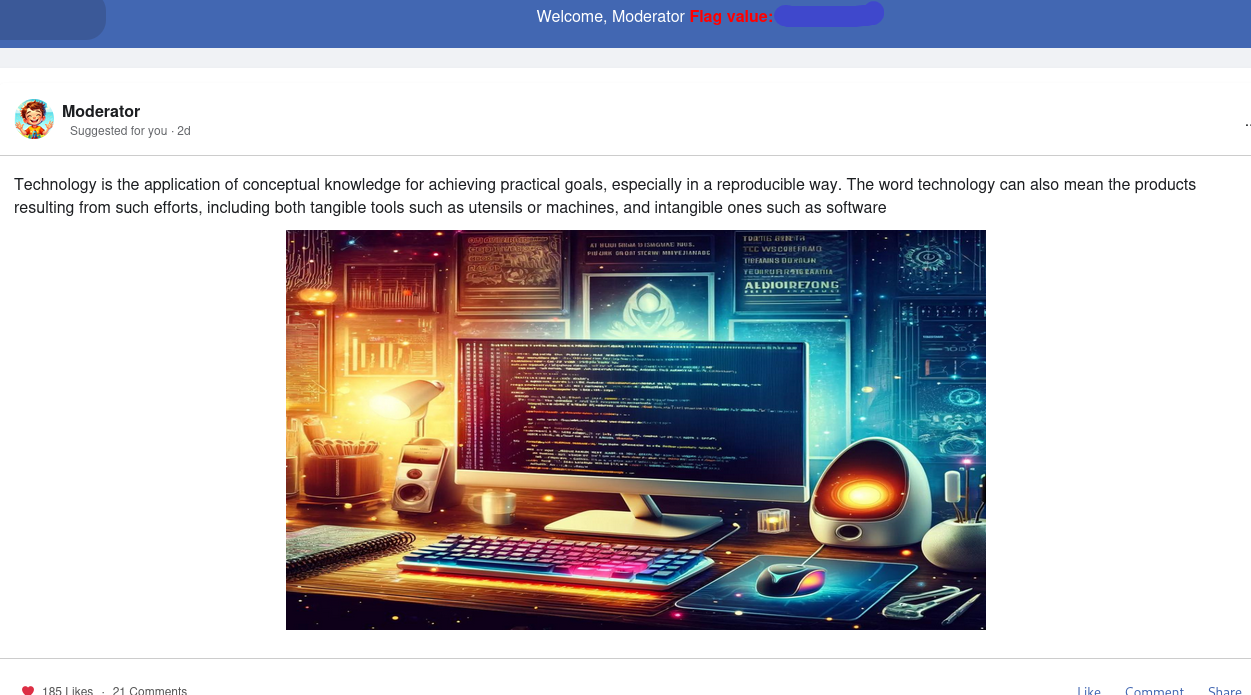 Welcome, Moderator Flag value:
Moderator
Suggested for you · 2d
Technology is the application of conceptual knowledge for achieving practical goals, especially in a reproducible way. The word technology can also mean the products
resulting from such efforts, including both tangible tools such as utensils or machines, and intangible ones such as software
ALDIOIRE7ONG
185 Likes · 21 Comments
Like Comment Share